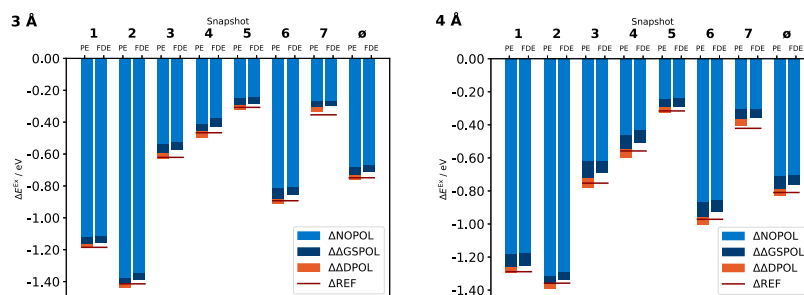 3 Å
Snapshot
1 2 3 4 5 6 7 ø
PE FDE PE FDE PE FDE PE FDE PE FDE PE FDE PE FDE PE FDE
0.00
−0.20
−0.40
−0.60
−0.80
−1.00
−1.20
−1.40
ΔE^Ex / eV
ΔNOPOL
ΔΔGSPOL
ΔΔDPOL
ΔREF
4 Å
Snapshot
1 2 3 4 5 6 7 ø
PE FDE PE FDE PE FDE PE FDE PE FDE PE FDE PE FDE PE FDE
0.00
−0.20
−0.40
−0.60
−0.80
−1.00
−1.20
−1.40
ΔE^Ex / eV
ΔNOPOL
ΔΔGSPOL
ΔΔDPOL
ΔREF